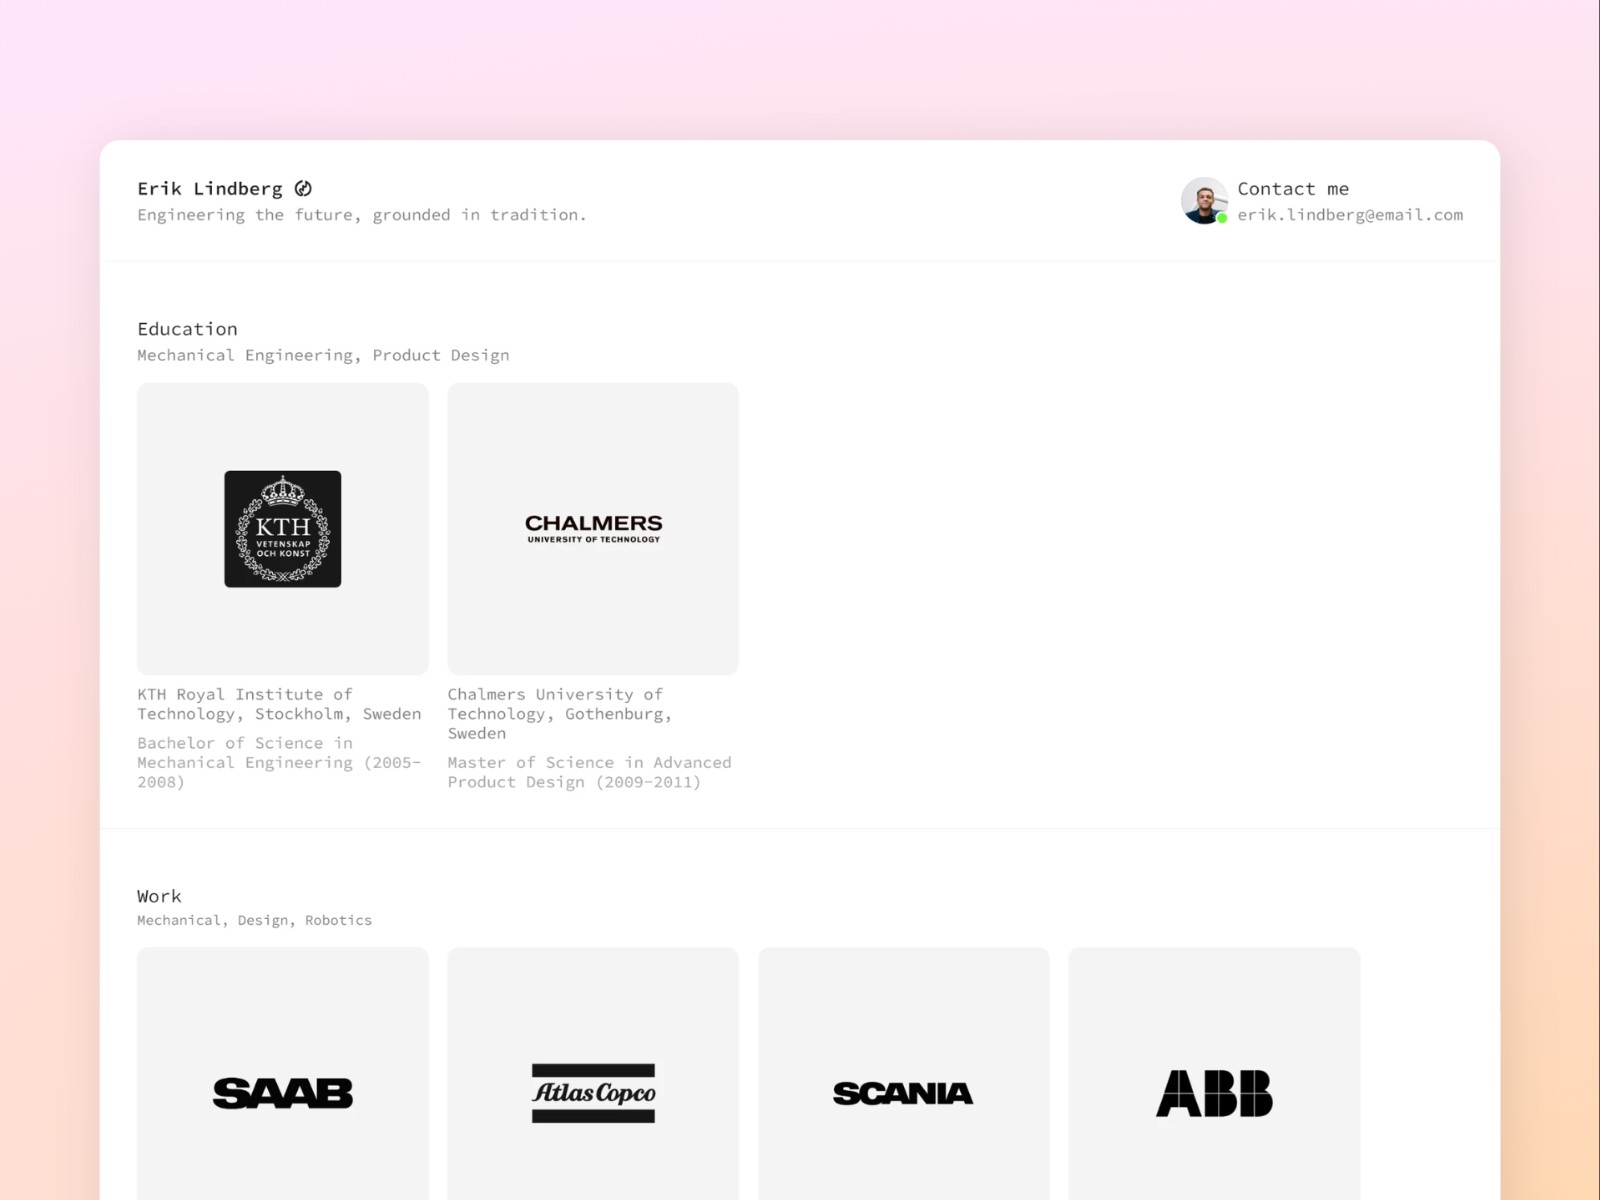 Erik Lindberg
Engineering the future, grounded in tradition.
Contact me
erik.lindberg@email.com
Education
Mechanical Engineering, Product Design
KTH
VETENSKAP
OCH KONST
CHALMERS
UNIVERSITY OF TECHNOLOGY
KTH Royal Institute of
Technology, Stockholm, Sweden
Bachelor of Science in
Mechanical Engineering (2005-
2008)
Chalmers University of
Technology, Gothenburg,
Sweden
Master of Science in Advanced
Product Design (2009-2011)
Work
Mechanical, Design, Robotics
SAAB
Atlas Copco
SCANIA
ABB